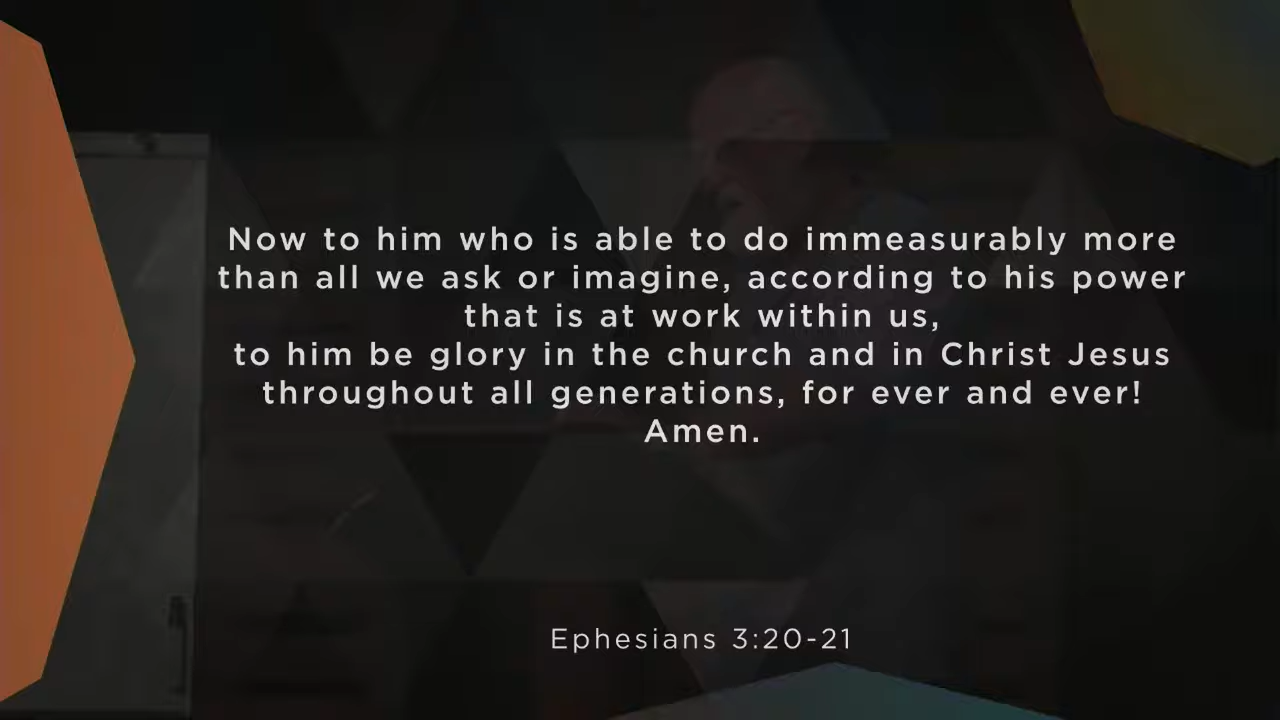 Now to him who is able to do immeasurably more
than all we ask or imagine, according to his power
that is at work within us,
to him be glory in the church and in Christ Jesus
throughout all generations, for ever and ever!
Amen.
Ephesians 3:20-21